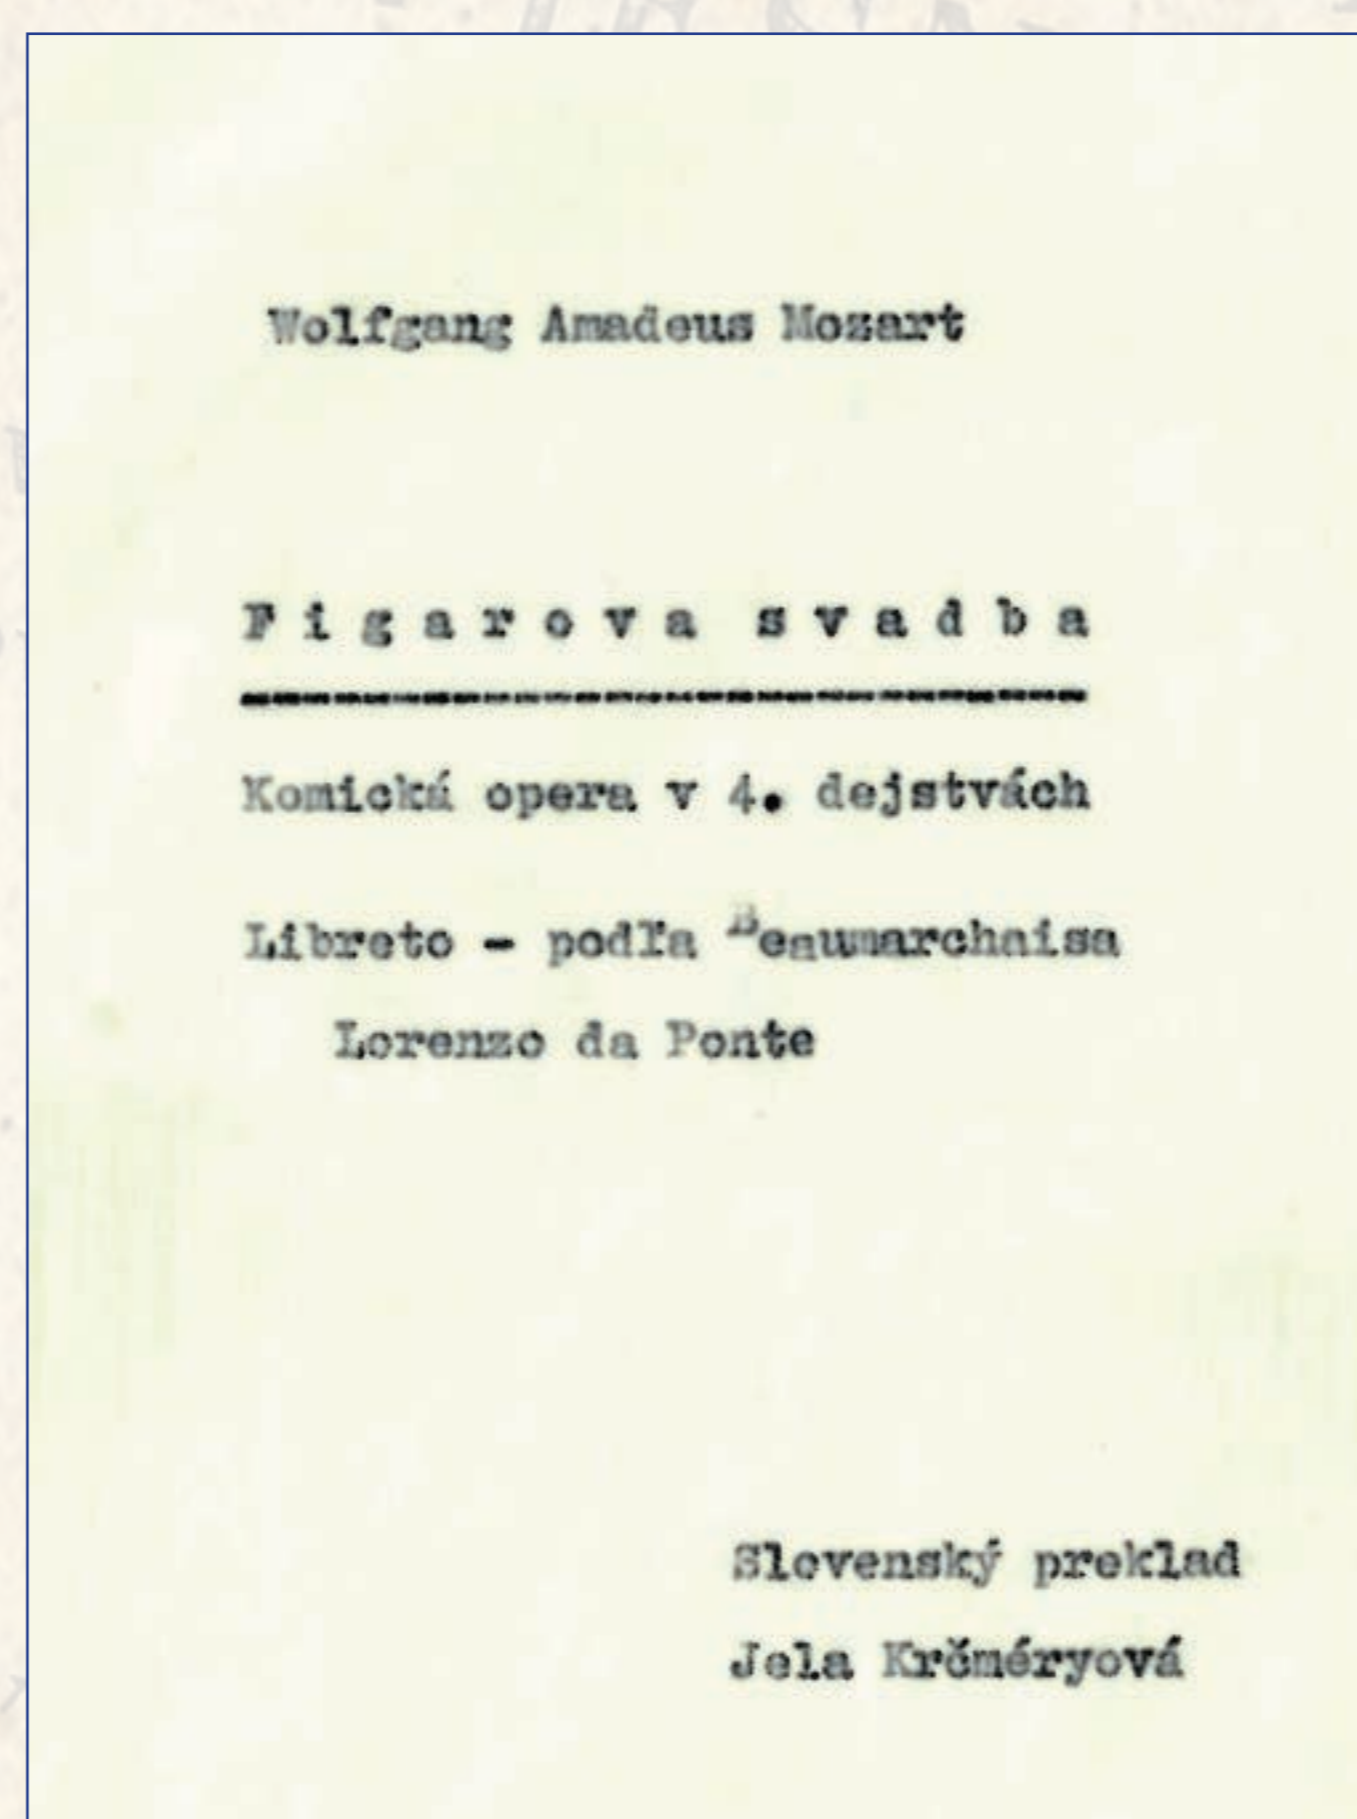 Wolfgang Amadeus Mozart
F i g a r o v a  s v a d b a
Komická opera v 4. dejstvách
Libreto - podľa Beaumarchaisa
Lorenzo da Ponte
Slovenský preklad
Jela Krčméryová